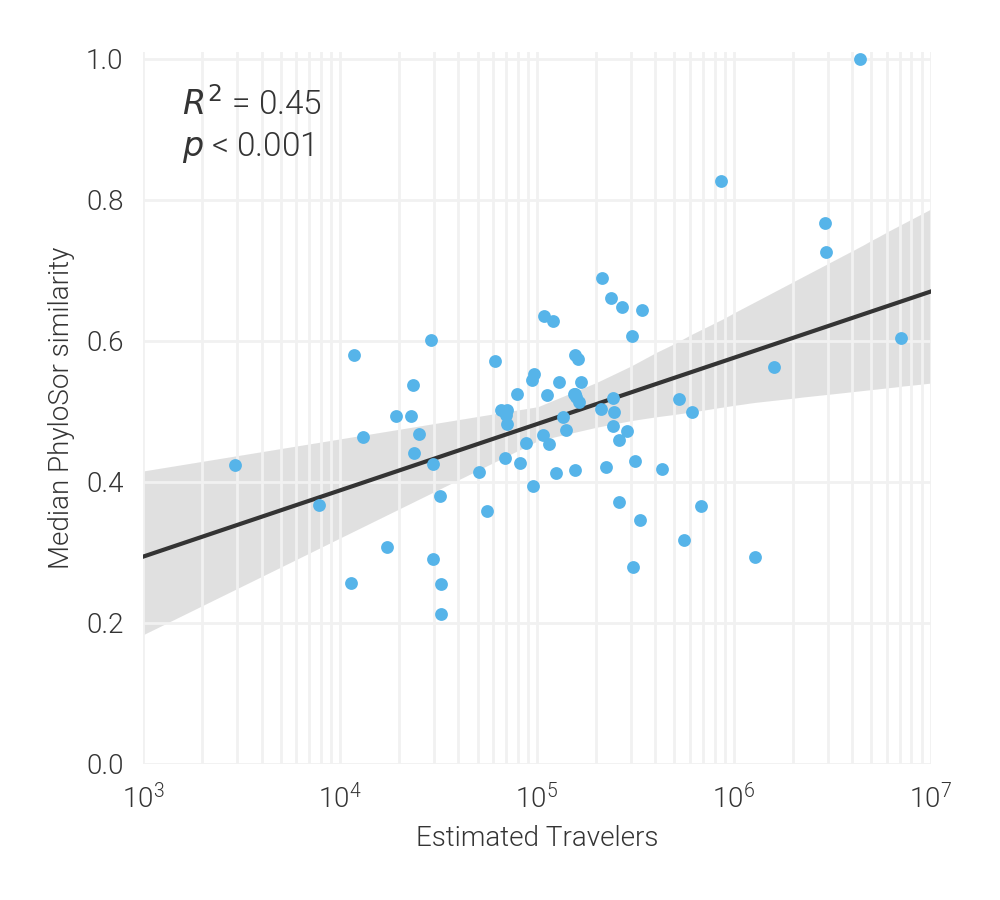 1.0
R² = 0.45
p < 0.001
0.8
0.6
0.4
0.2
0.0
Median PhyloSor similarity
10³ 10⁴ 10⁵ 10⁶ 10⁷
Estimated Travelers